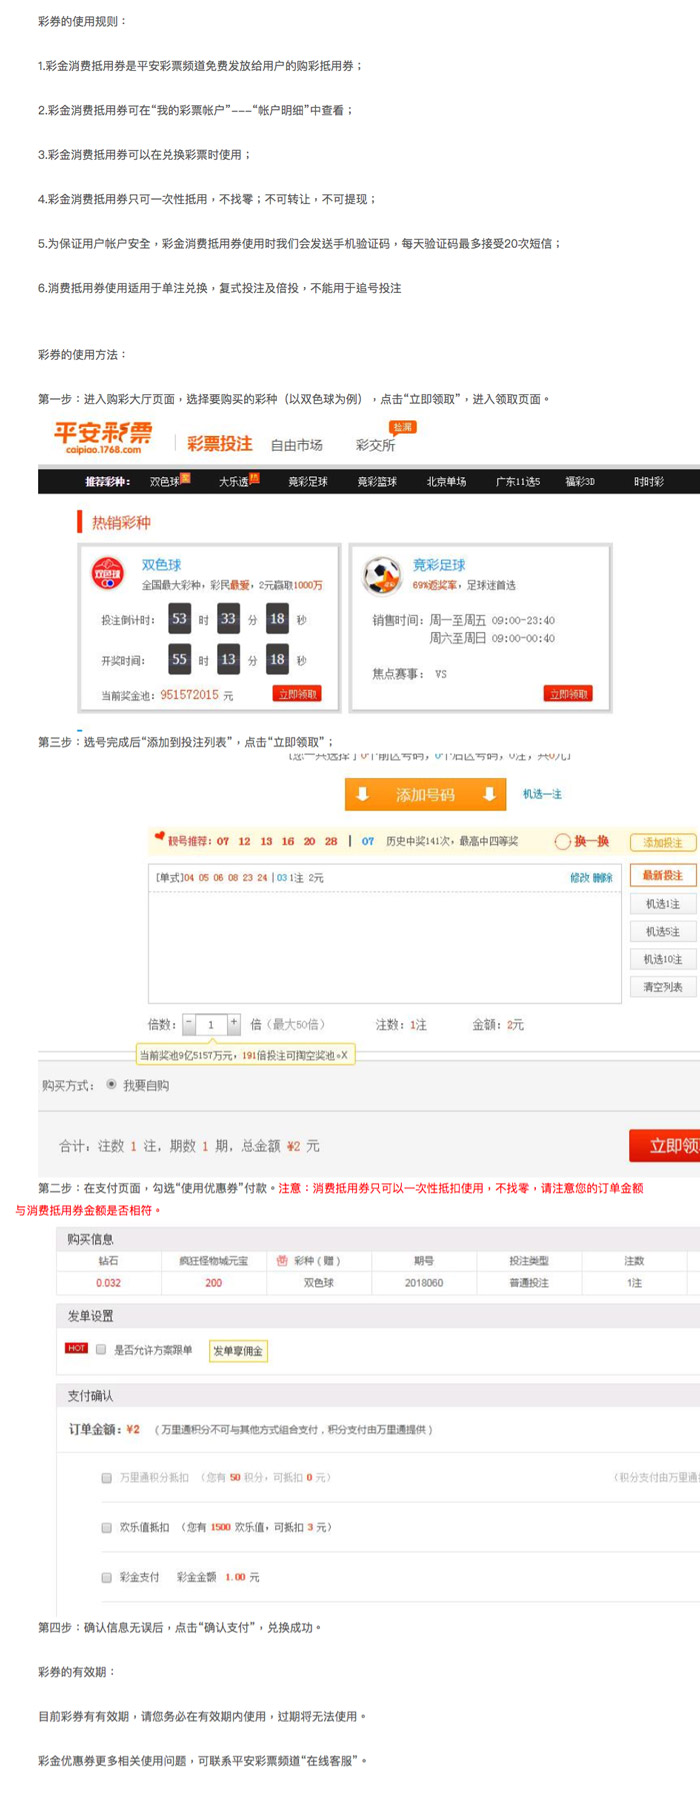 彩券的使用规则：
1.彩金消费抵用券是平安彩票频道免费发放给用户的购彩抵用券；
2.彩金消费抵用券可在“我的彩票帐户”---“帐户明细”中查看；
3.彩金消费抵用券可以在兑换彩票时使用；
4.彩金消费抵用券只可一次性抵用，不找零；不可转让，不可提现；
5.为保证用户帐户安全，彩金消费抵用券使用时我们会发送手机验证码，每天验证码最多接受20次短信；
6.消费抵用券使用适用于单注兑换，复式投注及倍投，不能用于追号投注
彩券的使用方法：
第一步：进入购彩大厅页面，选择要购买的彩种（以双色球为例），点击“立即领取”，进入领取页面。
平安彩票 caipiao.1768.com 彩票投注 自由市场 彩交所 捡漏
推荐彩种： 双色球 大乐透 热 竞彩足球 竞彩篮球 北京单场 广东11选5 福彩3D 时时彩
热销彩种
双色球 双色球 竞彩足球
全国最大彩种，彩民最爱，2元赢取1000万 69%返奖率，足球迷首选
投注倒计时： 53 时 33 分 18 秒 销售时间：周一至周五 09:00-23:40
周六至周日 09:00-00:40
开奖时间： 55 时 13 分 18 秒 焦点赛事： VS
当前奖金池：951572015 元 立即领取 立即领取
第三步：选号完成后“添加到投注列表”，点击“立即领取”；
[您一共选择了0个前区号码，0个后区号码，0注，共0元]
添加号码 机选一注
靓号推荐：07 12 13 16 20 28 | 07 历史中奖141次，最高中四等奖 换一换 添加投注
[单式]04 05 06 08 23 24 | 03 1注 2元 修改 删除 最新投注
机选1注
机选5注
机选10注
清空列表
倍数： - 1 + 倍（最大50倍） 注数：1注 金额：2元
当前奖池9亿5157万元，191倍投注可掏空奖池。X
购买方式： 我要自购
合计：注数 1 注，期数 1 期，总金额 ¥2 元 立即领
第二步：在支付页面，勾选“使用优惠券”付款。注意：消费抵用券只可以一次性抵扣使用，不找零，请注意您的订单金额
与消费抵用券金额是否相符。
购买信息
钻石 疯狂怪物城元宝 彩种（赠） 期号 投注类型 注数
0.032 200 双色球 2018060 普通投注 1注
发单设置
HOT 是否允许方案跟单 发单享佣金
支付确认
订单金额：¥2 （万里通积分不可与其他方式组合支付，积分支付由万里通提供）
万里通积分抵扣 （您有 50 积分，可抵扣 0 元） （积分支付由万里通
欢乐值抵扣 （您有 1500 欢乐值，可抵扣 3 元）
彩金支付 彩金金额 1.00 元
第四步：确认信息无误后，点击“确认支付”，兑换成功。
彩券的有效期：
目前彩券有有效期，请您务必在有效期内使用，过期将无法使用。
彩金优惠券更多相关使用问题，可联系平安彩票频道“在线客服”。